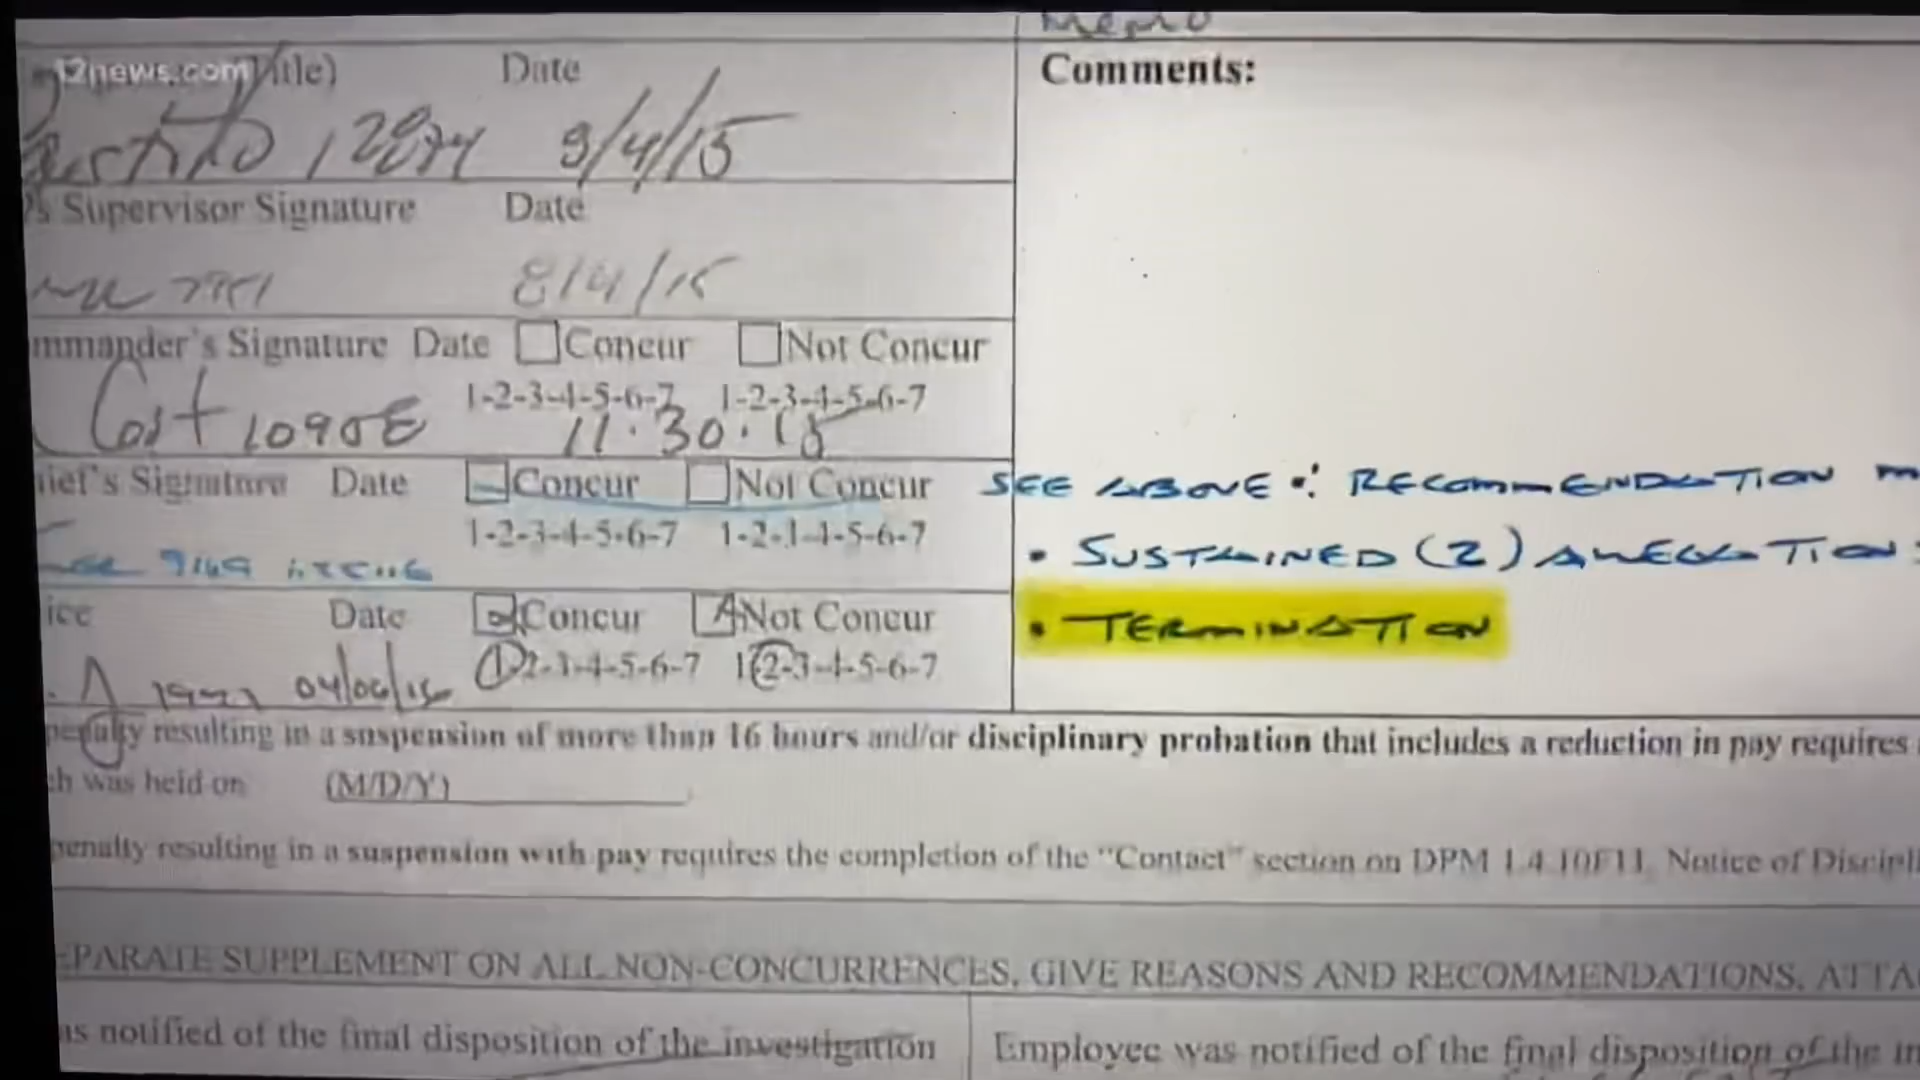 Memo
12news.com Title) Date
Comments:
12874 9/4/15
's Supervisor Signature Date
8/4/15
mmander's Signature Date Concur Not Concur
1-2-3-4-5-6-7 1-2-3-4-5-6-7
11.30.15
ief's Signature Date Concur Not Concur
SEE ABOVE : RECOMMENDATION
1-2-3-4-5-6-7 1-2-3-4-5-6-7
• SUSTAINED (2) ALLEGATIONS
ice Date Concur Not Concur
• TERMINATION
1-2-3-4-5-6-7 1-2-3-4-5-6-7
04/06/16
penalty resulting in a suspension of more than 16 hours and/or disciplinary probation that includes a reduction in pay requires
ch was held on (M/D/Y)
penalty resulting in a suspension with pay requires the completion of the "Contact" section on DPM 1.4.10F11, Notice of Discipli
EPARATE SUPPLEMENT ON ALL NON-CONCURRENCES, GIVE REASONS AND RECOMMENDATIONS, ATTA
as notified of the final disposition of the investigation
Employee was notified of the final disposition of the in